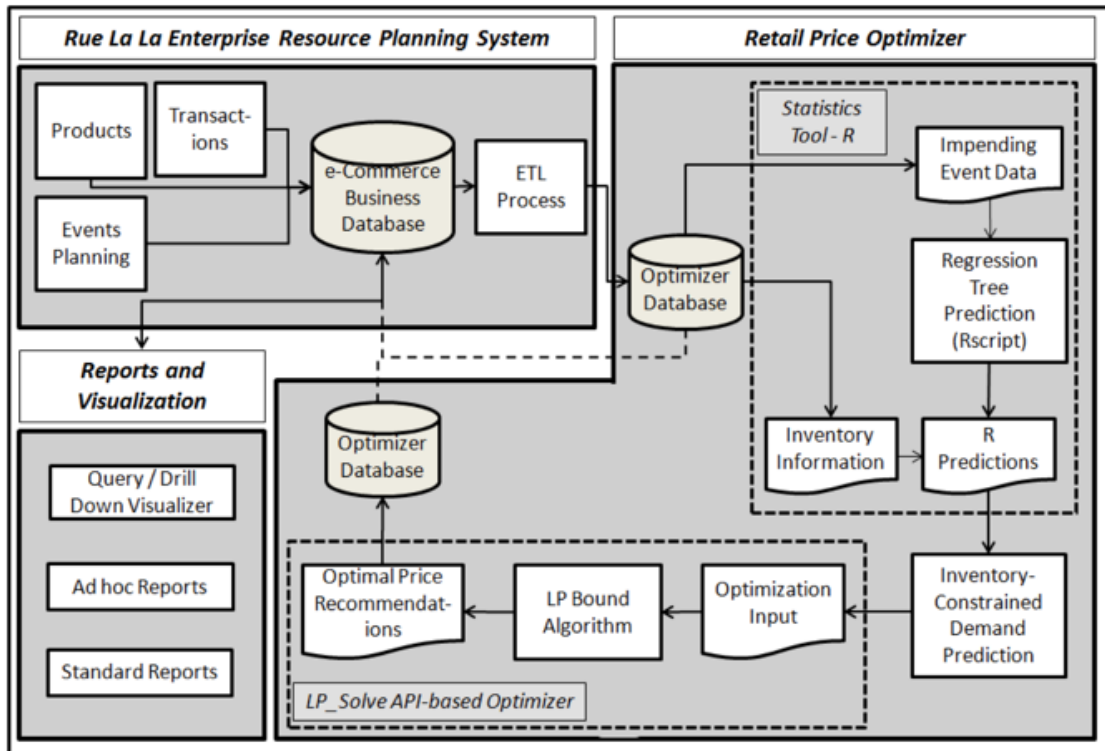 Rue La La Enterprise Resource Planning System
Retail Price Optimizer
Products
Transact-
ions
Events
Planning
e-Commerce
Business
Database
ETL
Process
Optimizer
Database
Statistics
Tool - R
Impending
Event Data
Regression
Tree
Prediction
(Rscript)
Inventory
Information
R
Predictions
Reports and
Visualization
Query / Drill
Down Visualizer
Ad hoc Reports
Standard Reports
Optimizer
Database
Optimal Price
Recommendat-
ions
LP Bound
Algorithm
Optimization
Input
Inventory-
Constrained
Demand
Prediction
LP_Solve API-based Optimizer